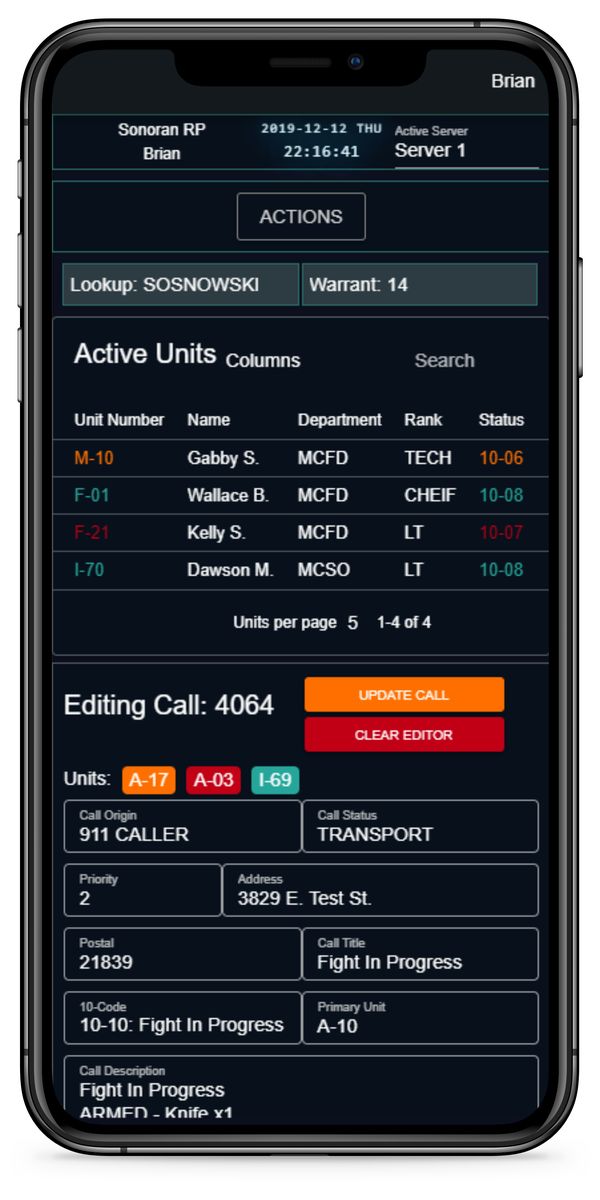 Brian
Sonoran RP
Brian
2019-12-12 THU
22:16:41
Active Server
Server 1
ACTIONS
Lookup: SOSNOWSKI
Warrant: 14
Active Units
Columns
Search
Unit Number Name Department Rank Status
M-10 Gabby S. MCFD TECH 10-06
F-01 Wallace B. MCFD CHEIF 10-08
F-21 Kelly S. MCFD LT 10-07
I-70 Dawson M. MCSO LT 10-08
Units per page 5 1-4 of 4
Editing Call: 4064
UPDATE CALL
CLEAR EDITOR
Units: A-17 A-03 I-69
Call Origin
911 CALLER
Call Status
TRANSPORT
Priority
2
Address
3829 E. Test St.
Postal
21839
Call Title
Fight In Progress
10-Code
10-10: Fight In Progress
Primary Unit
A-10
Call Description
Fight In Progress
ARMED - Knife x1